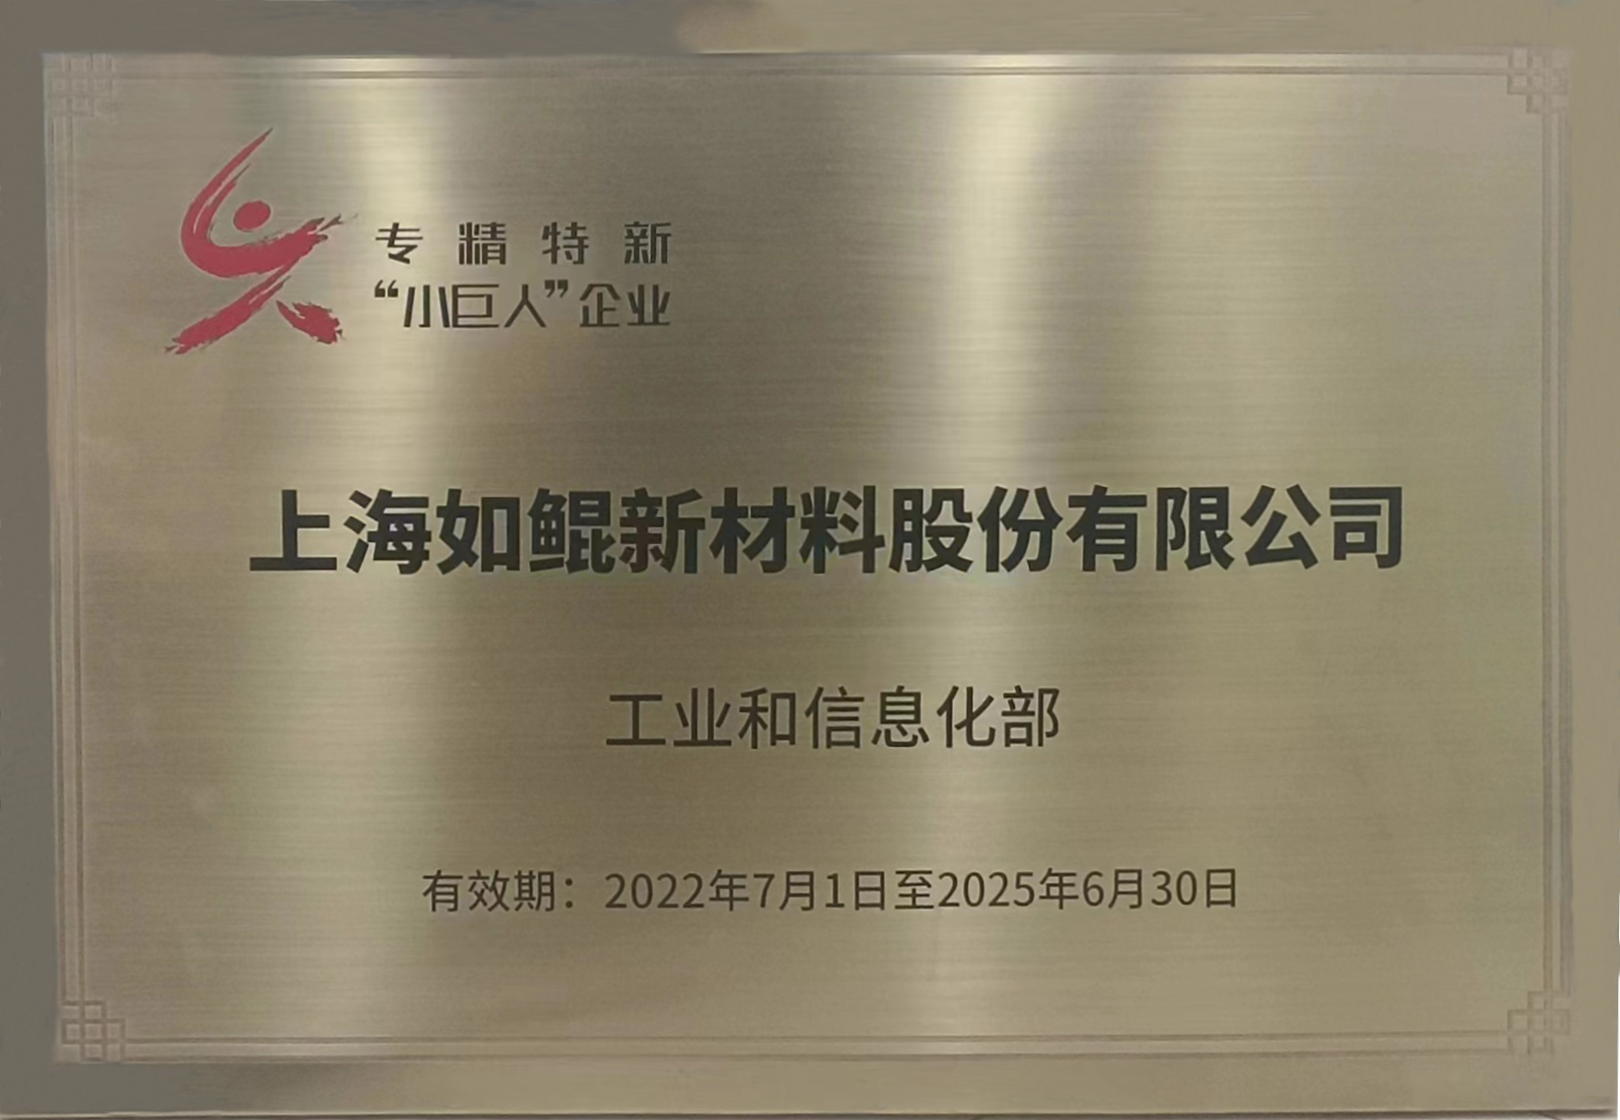 专精特新
“小巨人”企业
上海如鲲新材料股份有限公司
工业和信息化部
有效期：2022年7月1日至2025年6月30日